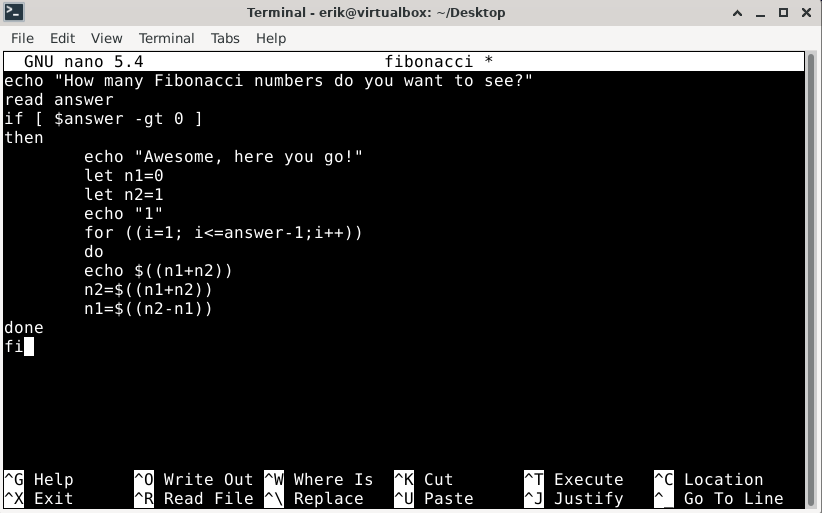 Terminal - erik@virtualbox: ~/Desktop
File Edit View Terminal Tabs Help
GNU nano 5.4 fibonacci *
echo "How many Fibonacci numbers do you want to see?"
read answer
if [ $answer -gt 0 ]
then
        echo "Awesome, here you go!"
        let n1=0
        let n2=1
        echo "1"
        for ((i=1; i<=answer-1;i++))
        do
        echo $((n1+n2))
        n2=$((n1+n2))
        n1=$((n2-n1))
done
fi
^G Help ^O Write Out ^W Where Is ^K Cut ^T Execute ^C Location
^X Exit ^R Read File ^\ Replace ^U Paste ^J Justify ^_ Go To Line